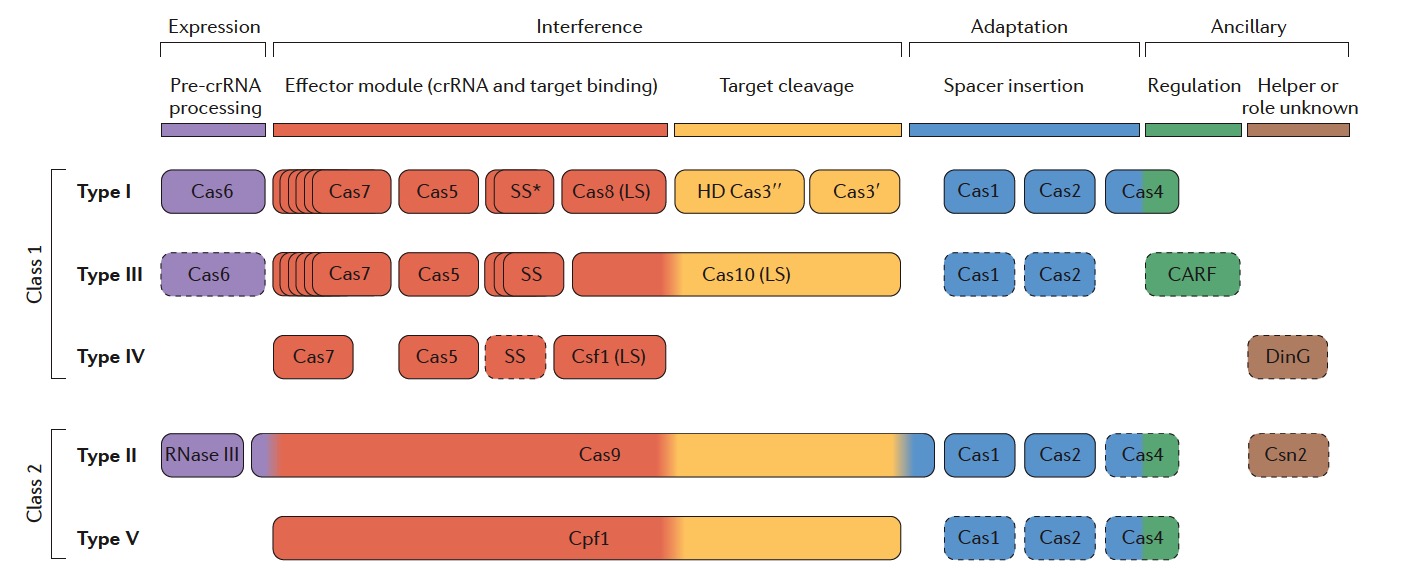 Expression
Interference
Adaptation
Ancillary
Pre-crRNA
processing
Effector module (crRNA and target binding)
Target cleavage
Spacer insertion
Regulation
Helper or
role unknown
Class 1
Type I
Cas6
Cas7
Cas5
SS*
Cas8 (LS)
HD Cas3′′
Cas3′
Cas1
Cas2
Cas4
Type III
Cas6
Cas7
Cas5
SS
Cas10 (LS)
Cas1
Cas2
CARF
Type IV
Cas7
Cas5
SS
Csf1 (LS)
DinG
Class 2
Type II
RNase III
Cas9
Cas1
Cas2
Cas4
Csn2
Type V
Cpf1
Cas1
Cas2
Cas4